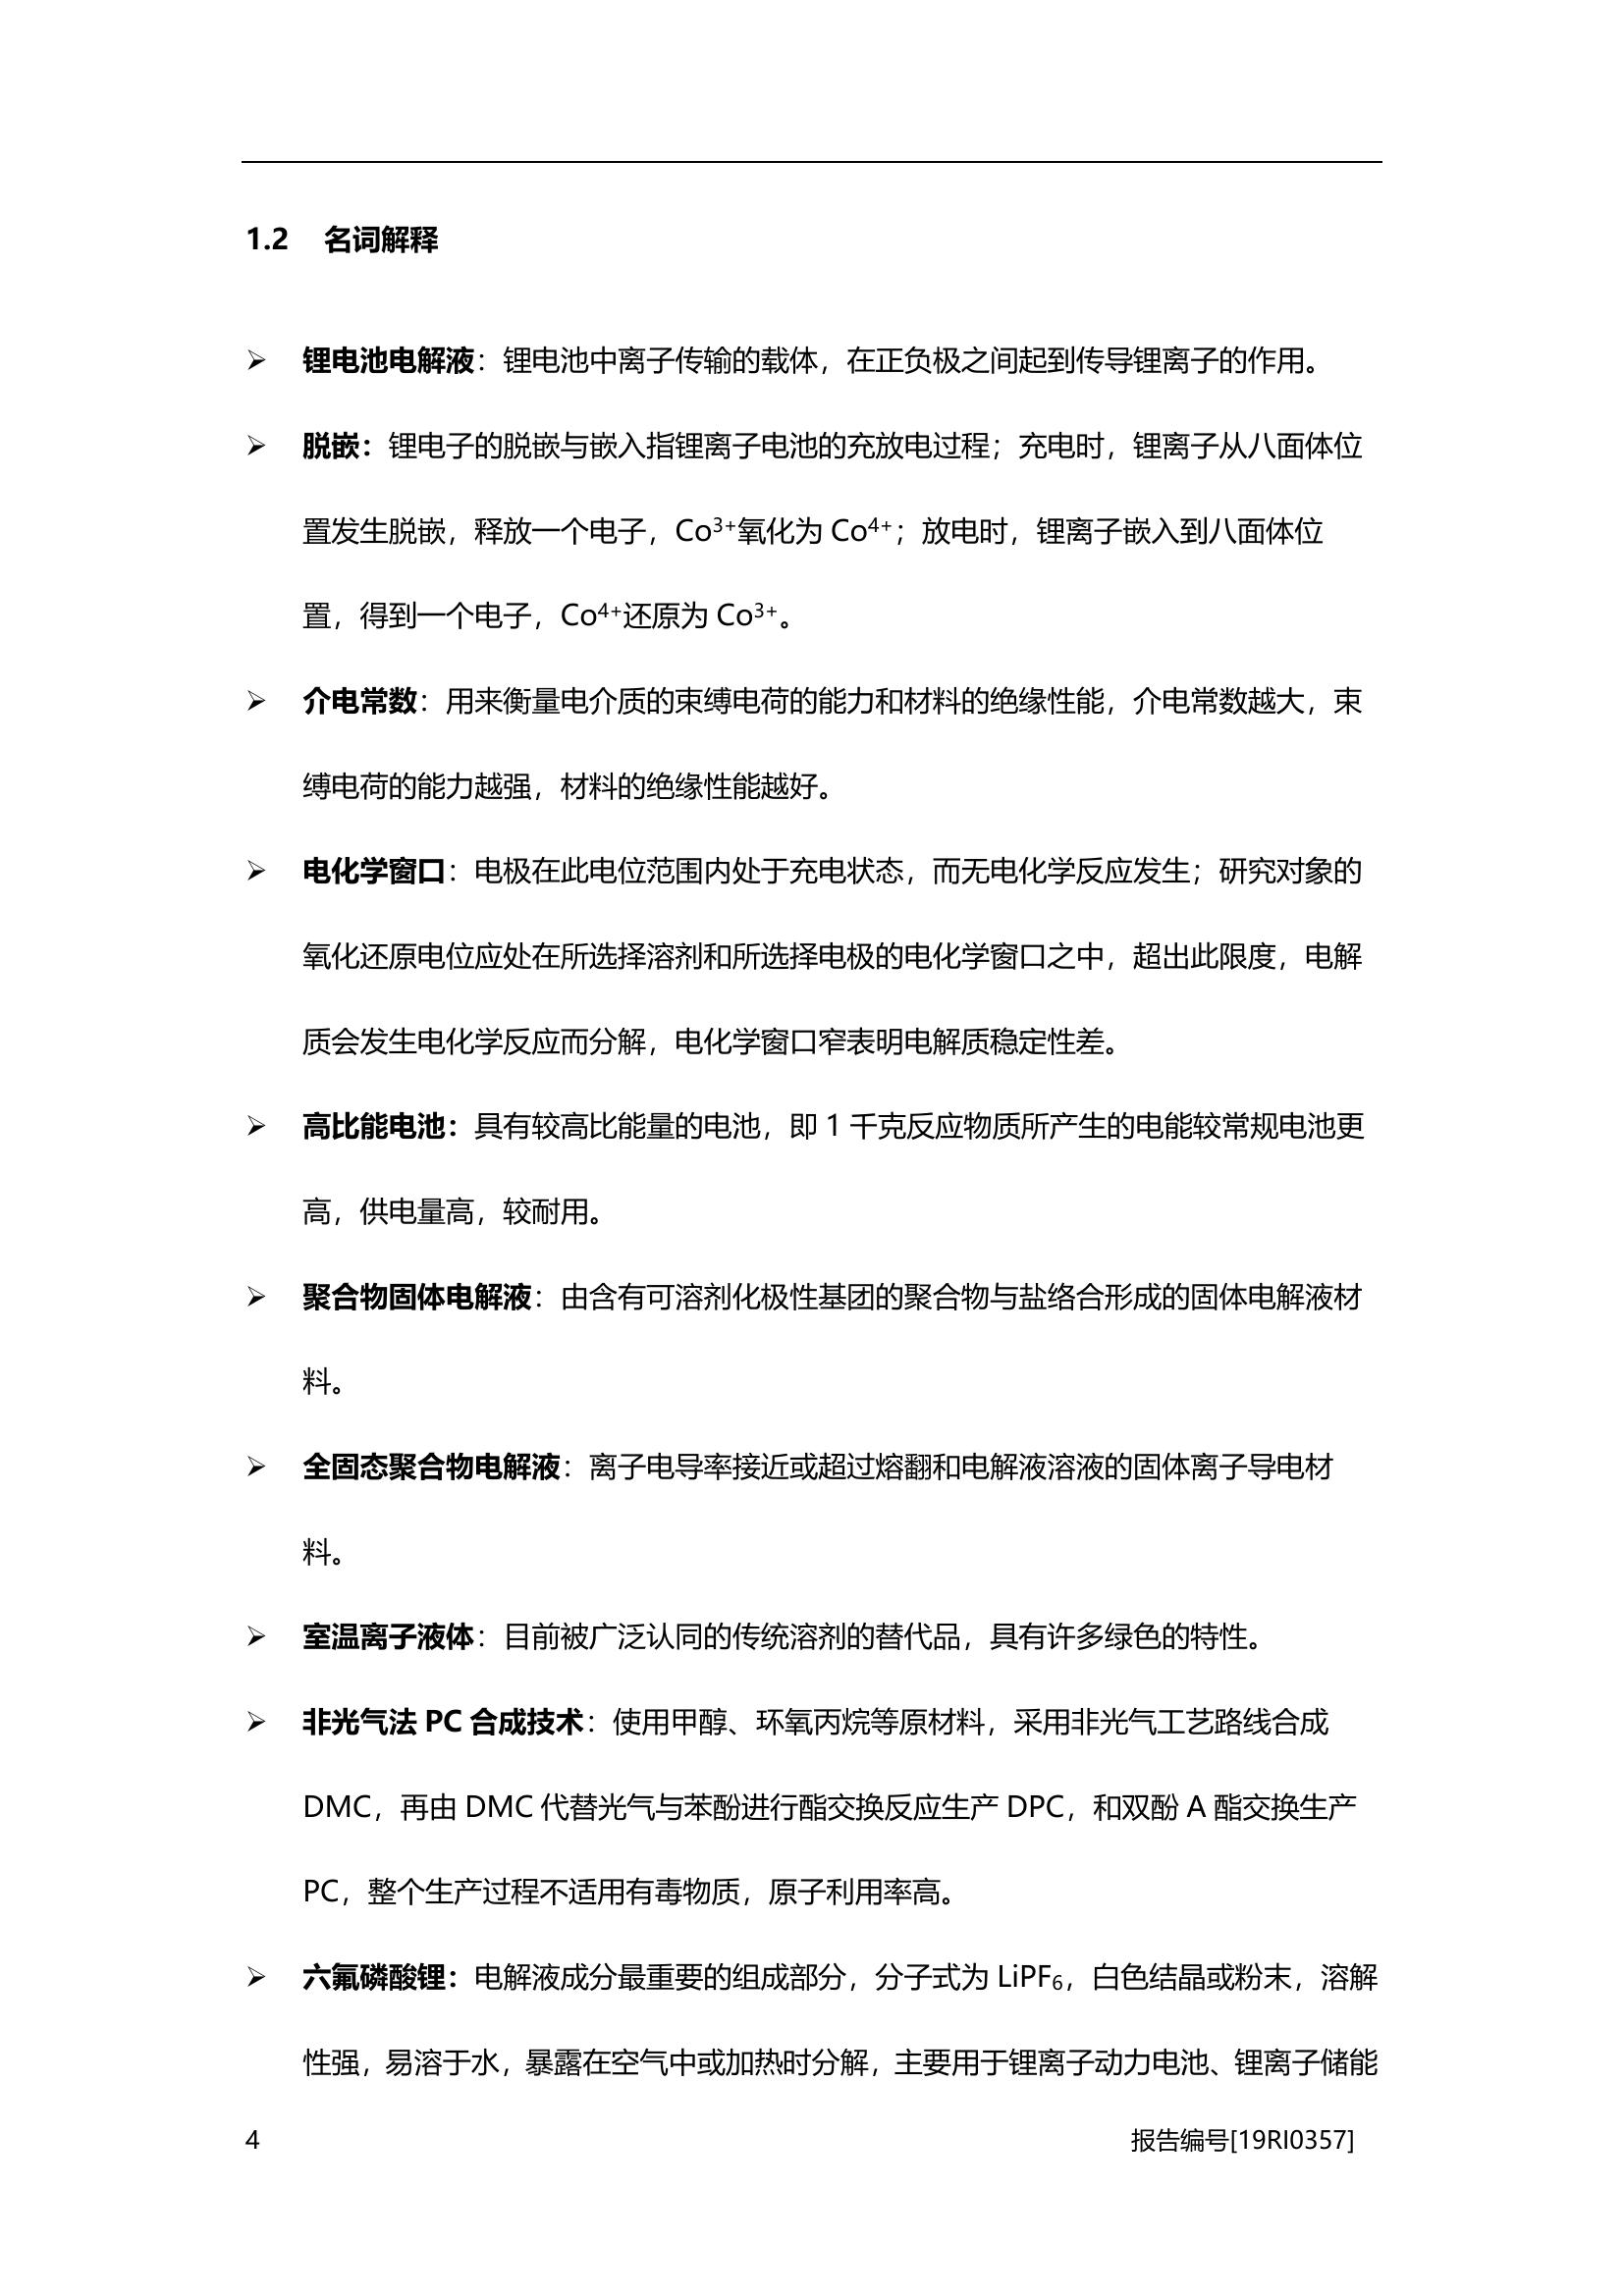 1.2 名词解释
➢ 锂电池电解液：锂电池中离子传输的载体，在正负极之间起到传导锂离子的作用。
➢ 脱嵌：锂电子的脱嵌与嵌入指锂离子电池的充放电过程；充电时，锂离子从八面体位
置发生脱嵌，释放一个电子，Co³⁺氧化为 Co⁴⁺；放电时，锂离子嵌入到八面体位
置，得到一个电子，Co⁴⁺还原为 Co³⁺。
➢ 介电常数：用来衡量电介质的束缚电荷的能力和材料的绝缘性能，介电常数越大，束
缚电荷的能力越强，材料的绝缘性能越好。
➢ 电化学窗口：电极在此电位范围内处于充电状态，而无电化学反应发生；研究对象的
氧化还原电位应处在所选择溶剂和所选择电极的电化学窗口之中，超出此限度，电解
质会发生电化学反应而分解，电化学窗口窄表明电解质稳定性差。
➢ 高比能电池：具有较高比能量的电池，即 1 千克反应物质所产生的电能较常规电池更
高，供电量高，较耐用。
➢ 聚合物固体电解液：由含有可溶剂化极性基团的聚合物与盐络合形成的固体电解液材
料。
➢ 全固态聚合物电解液：离子电导率接近或超过熔翻和电解液溶液的固体离子导电材
料。
➢ 室温离子液体：目前被广泛认同的传统溶剂的替代品，具有许多绿色的特性。
➢ 非光气法 PC 合成技术：使用甲醇、环氧丙烷等原材料，采用非光气工艺路线合成
DMC，再由 DMC 代替光气与苯酚进行酯交换反应生产 DPC，和双酚 A 酯交换生产
PC，整个生产过程不适用有毒物质，原子利用率高。
➢ 六氟磷酸锂：电解液成分最重要的组成部分，分子式为 LiPF₆，白色结晶或粉末，溶解
性强，易溶于水，暴露在空气中或加热时分解，主要用于锂离子动力电池、锂离子储能
4 报告编号[19RI0357]